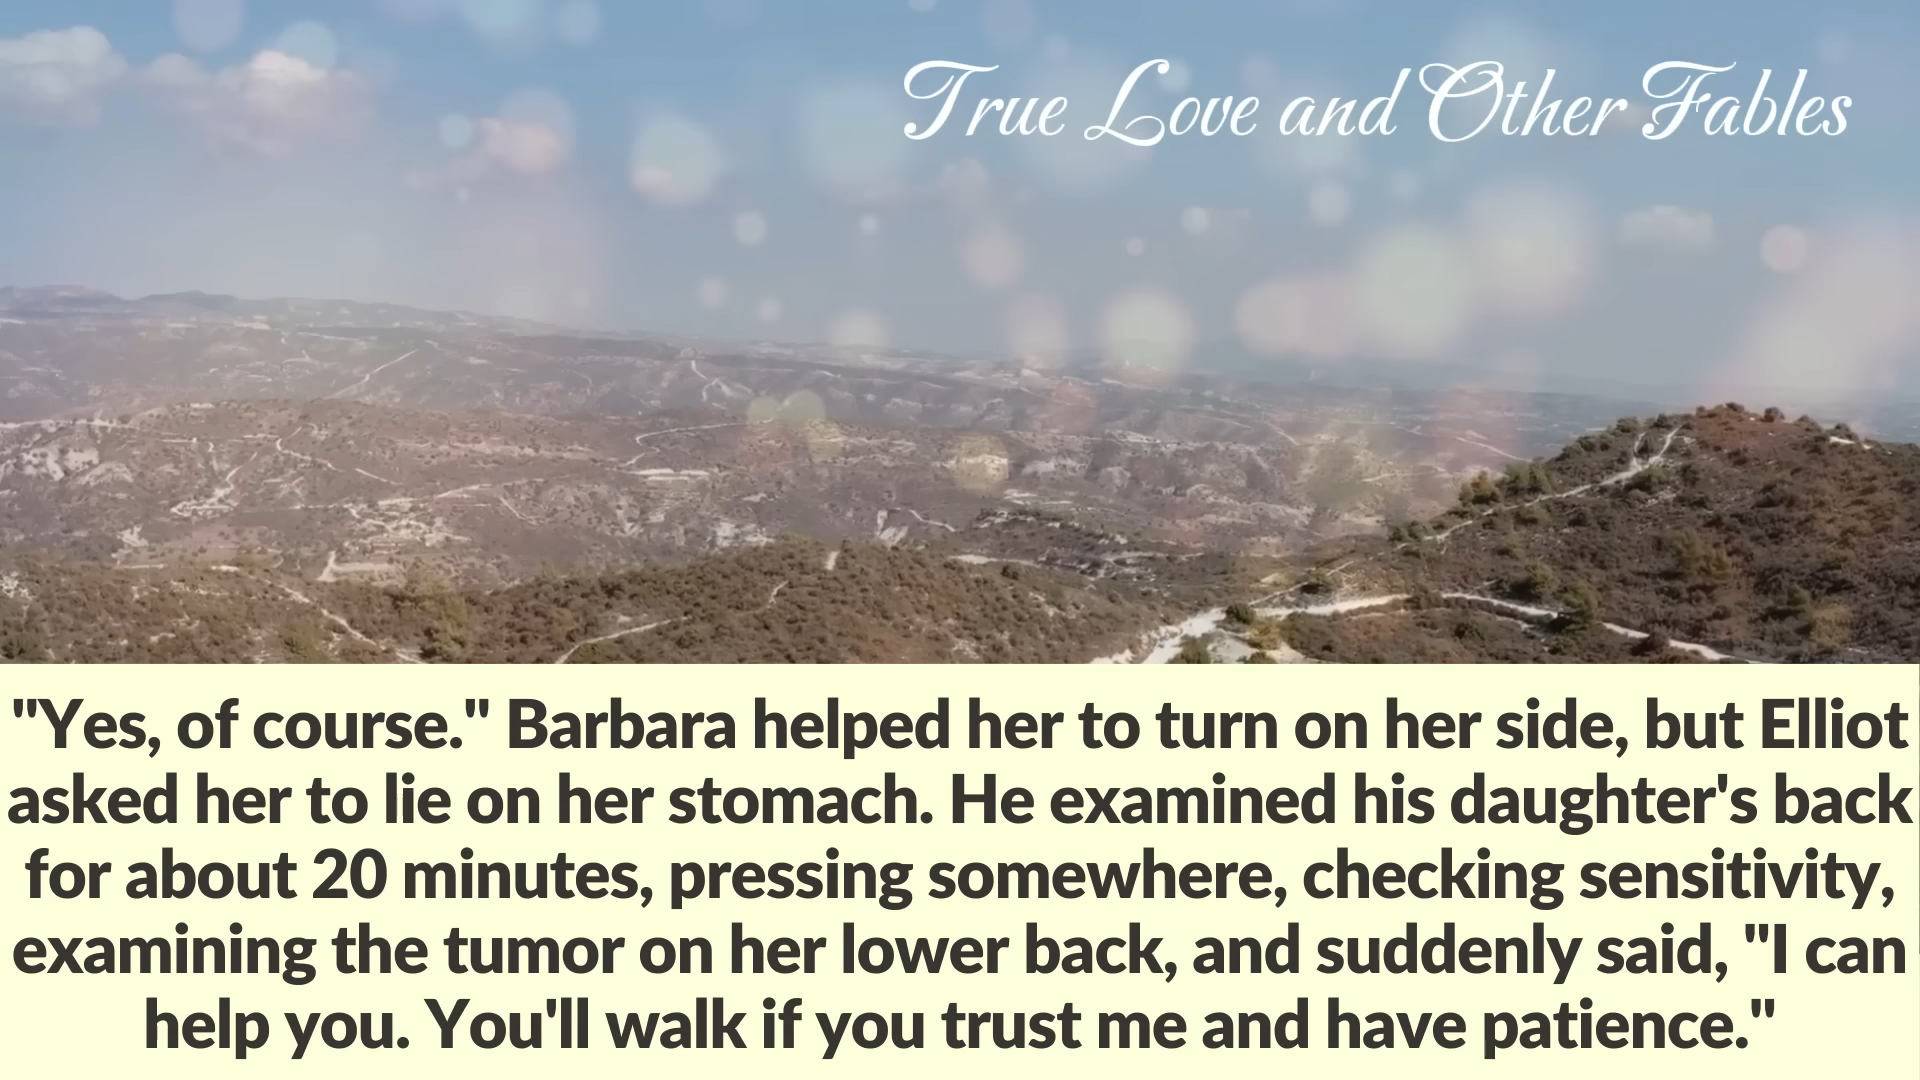 True Love and Other Fables
"Yes, of course." Barbara helped her to turn on her side, but Elliot
asked her to lie on her stomach. He examined his daughter's back
for about 20 minutes, pressing somewhere, checking sensitivity,
examining the tumor on her lower back, and suddenly said, "I can
help you. You'll walk if you trust me and have patience."